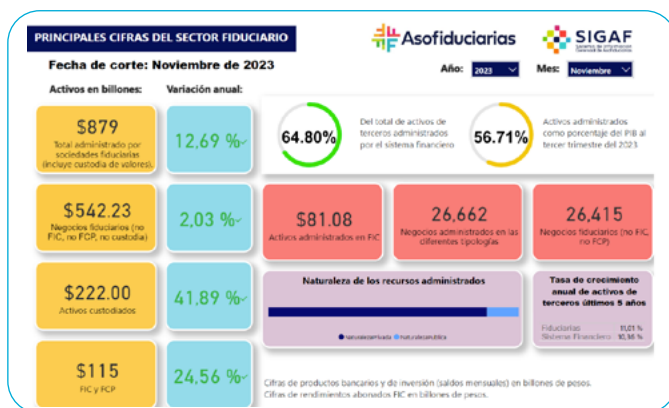 PRINCIPALES CIFRAS DEL SECTOR FIDUCIARIO
Asofiduciarias
SIGAF
Fecha de corte: Noviembre de 2023
Año: 2023
Mes: Noviembre
Activos en billones:
Variación anual:
$879
Total administrado por
sociedades fiduciarias
(incluye custodia de valores).
12,69 %
64.80%
Del total de activos de
terceros administrados
por el sistema financiero
56.71%
Activos administrados
como porcentaje del PIB al
tercer trimestre del 2023
$542.23
Negocios fiduciarios (no
FIC, no FCP, no custodia)
2,03 %
$81.08
Activos administrados en FIC
26,662
Negocios administrados en las
diferentes tipologías
26,415
Negocios fiduciarios (no FIC,
no FCP)
$222.00
Activos custodiados
41,89 %
Naturaleza de los recursos administrados
Tasa de crecimiento
anual de activos de
terceros últimos 5 años
Fiduciarias 11,01 %
Sistema Financiero
$115
FIC y FCP
24,56 %
Cifras de productos bancarios y de inversión (saldos mensuales) en billones de pesos.
Cifras de rendimientos abonados FIC en billones de pesos.